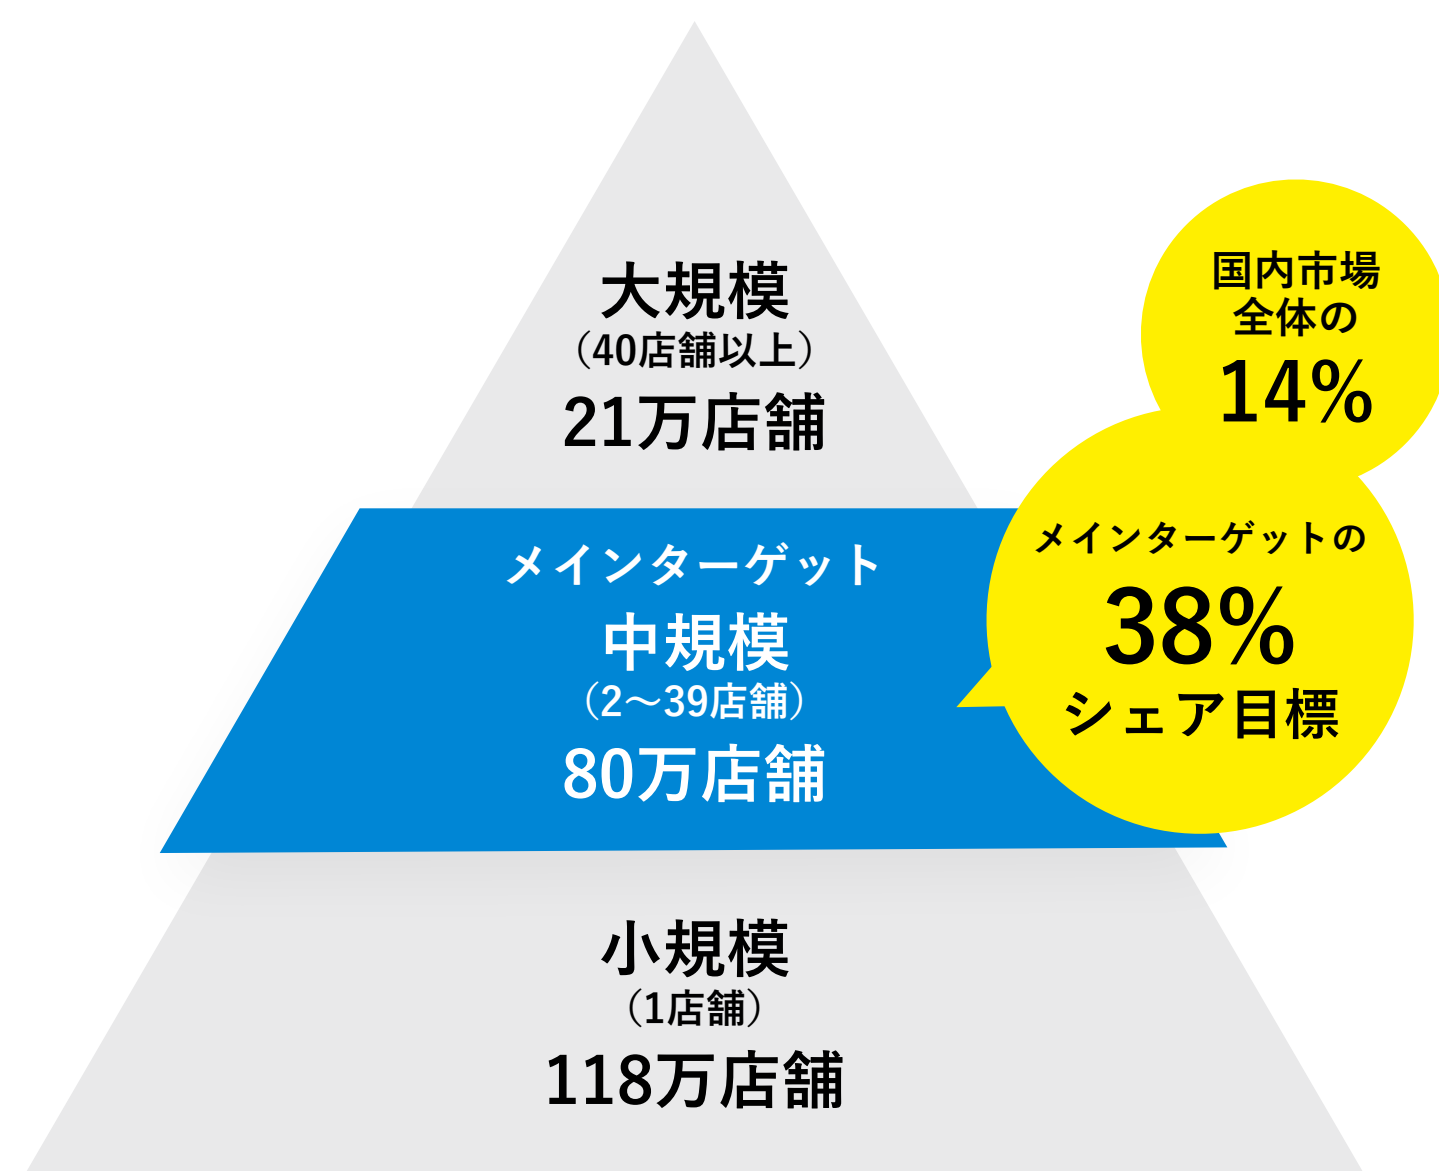 大規模
（40店舗以上）
21万店舗
国内市場
全体の
14%
メインターゲット
中規模
（2〜39店舗）
80万店舗
メインターゲットの
38%
シェア目標
小規模
（1店舗）
118万店舗